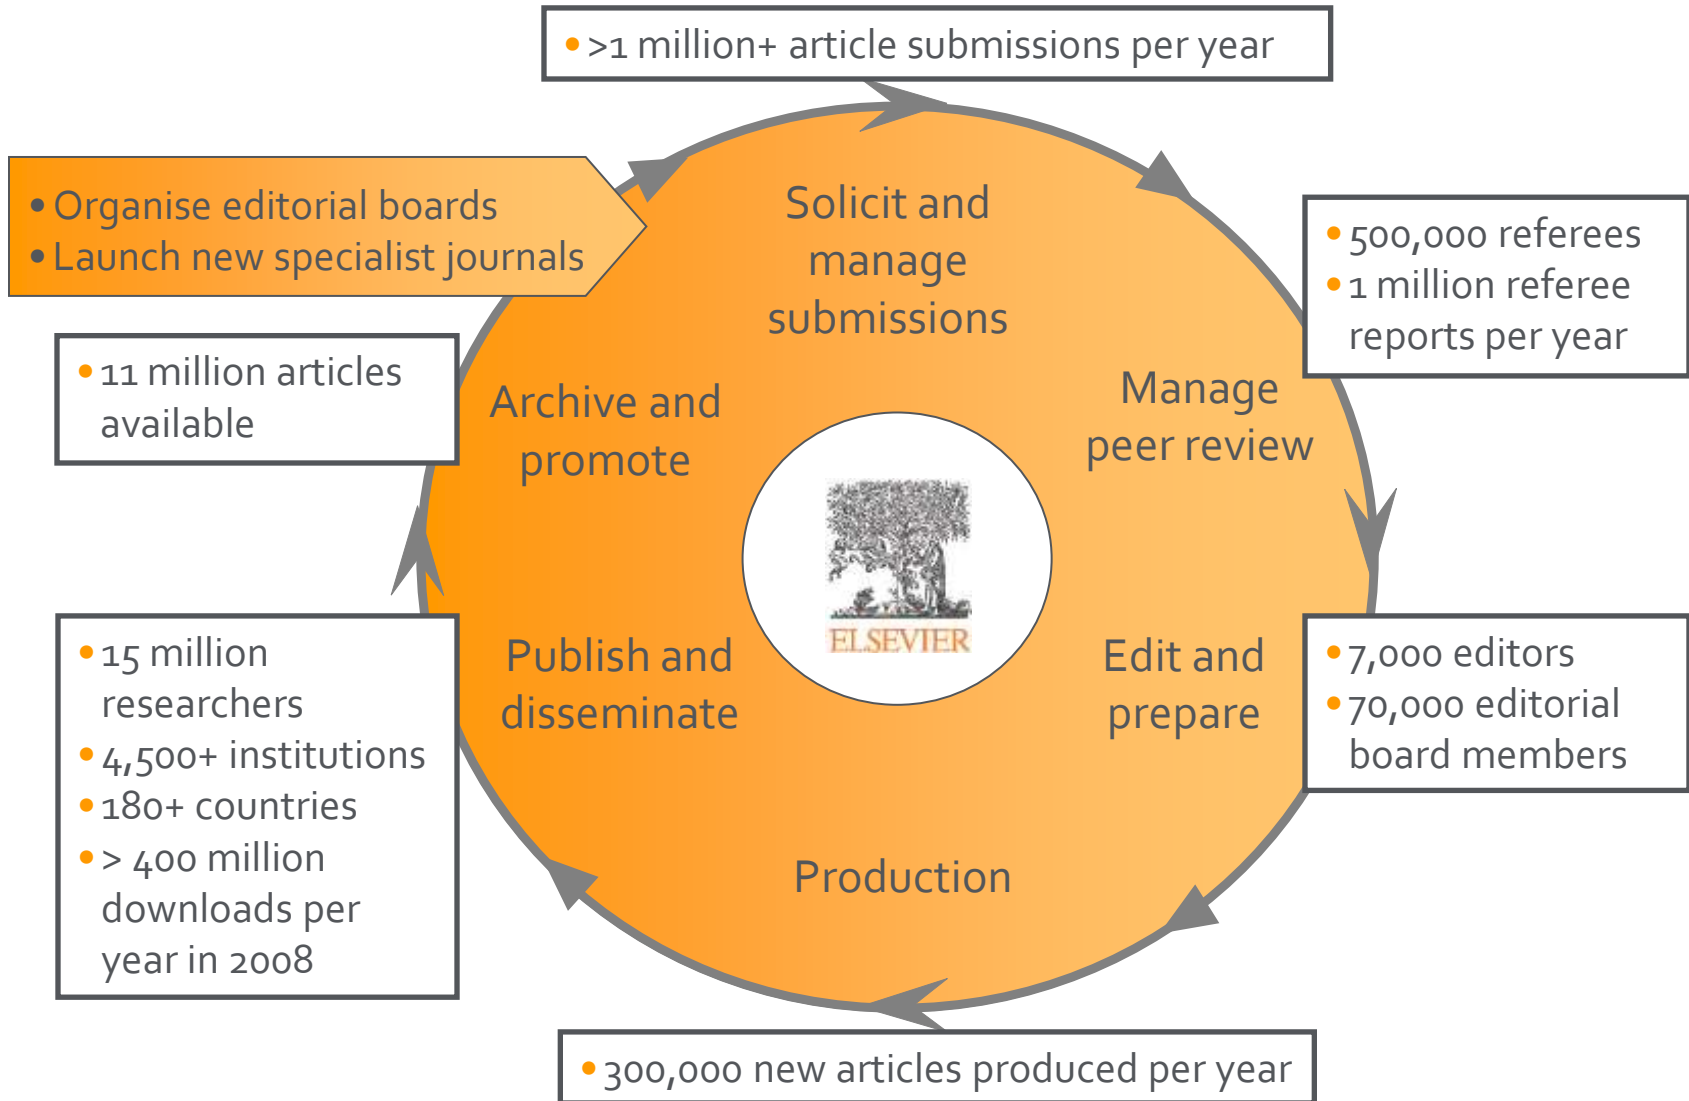 • >1 million+ article submissions per year
• Organise editorial boards
• Launch new specialist journals
Solicit and
manage
submissions
• 500,000 referees
• 1 million referee
reports per year
Manage
peer review
• 7,000 editors
• 70,000 editorial
board members
Edit and
prepare
Production
• 300,000 new articles produced per year
Publish and
disseminate
• 15 million
researchers
• 4,500+ institutions
• 180+ countries
• > 400 million
downloads per
year in 2008
Archive and
promote
• 11 million articles
available
ELSEVIER